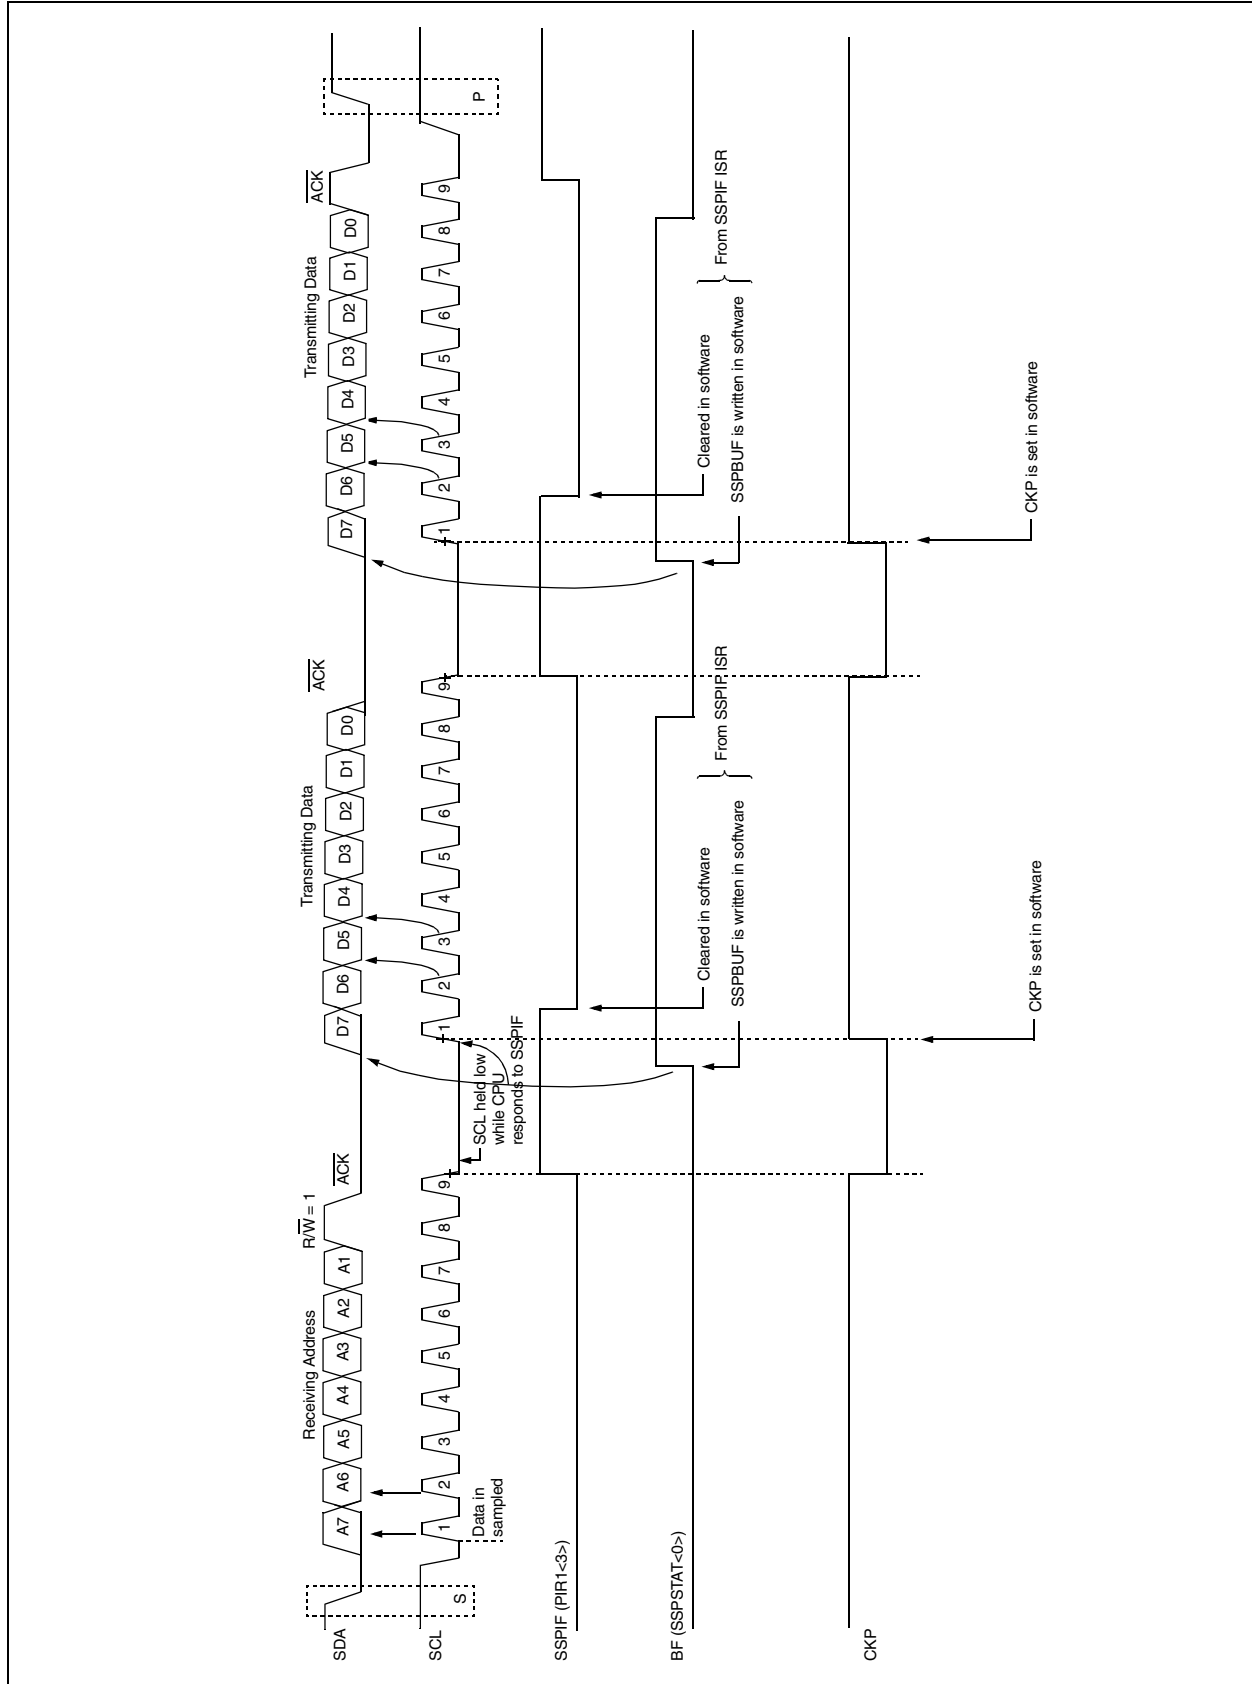 Receiving Address
R/W = 1
ACK
Transmitting Data
ACK
Transmitting Data
ACK
SDA
A7 A6 A5 A4 A3 A2 A1
D7 D6 D5 D4 D3 D2 D1 D0
D7 D6 D5 D4 D3 D2 D1 D0
SCL
1 2 3 4 5 6 7 8 9
1 2 3 4 5 6 7 8 9
1 2 3 4 5 6 7 8 9
S
P
Data in
sampled
SCL held low
while CPU
responds to SSPIF
SSPIF (PIR1<3>)
BF (SSPSTAT<0>)
Cleared in software
SSPBUF is written in software
From SSPIF ISR
Cleared in software
SSPBUF is written in software
From SSPIF ISR
CKP
CKP is set in software
CKP is set in software